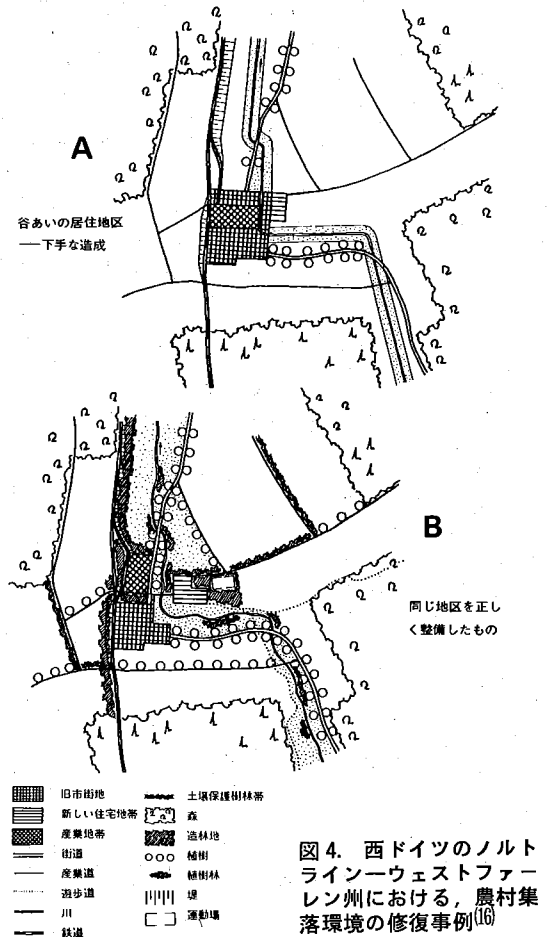 A
谷あいの居住地区
——下手な造成
B
同じ地区を正し
く整備したもの
旧市街地
新しい住宅地帯
産業地帯
街道
産業道
遊歩道
川
鉄道
土壌保護樹林帯
森
造林地
植樹
植樹林
堤
運動場
図4. 西ドイツのノルト
ライン—ウェストファー
レン州における,農村集
落環境の修復事例(16)